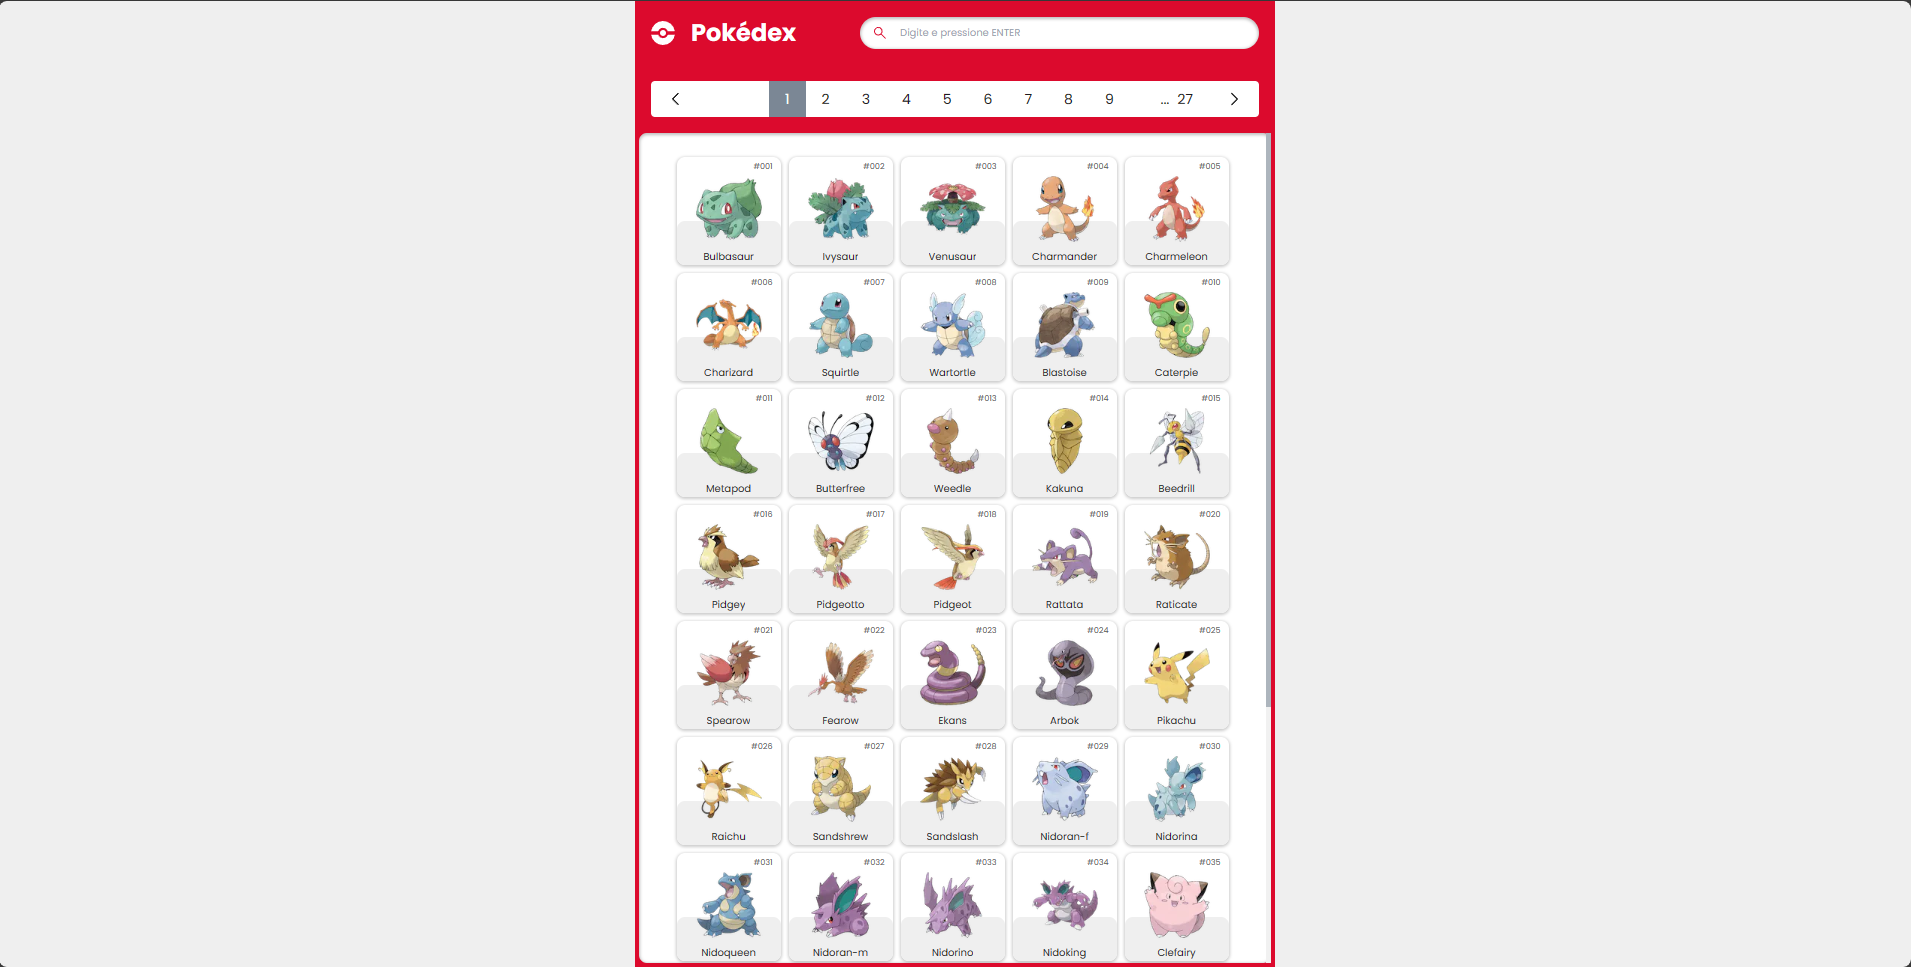 Pokédex
Digite e pressione ENTER
1 2 3 4 5 6 7 8 9 ... 27
#001 #002 #003 #004 #005
Bulbasaur Ivysaur Venusaur Charmander Charmeleon
#006 #007 #008 #009 #010
Charizard Squirtle Wartortle Blastoise Caterpie
#011 #012 #013 #014 #015
Metapod Butterfree Weedle Kakuna Beedrill
#016 #017 #018 #019 #020
Pidgey Pidgeotto Pidgeot Rattata Raticate
#021 #022 #023 #024 #025
Spearow Fearow Ekans Arbok Pikachu
#026 #027 #028 #029 #030
Raichu Sandshrew Sandslash Nidoran-f Nidorina
#031 #032 #033 #034 #035
Nidoqueen Nidoran-m Nidorino Nidoking Clefairy